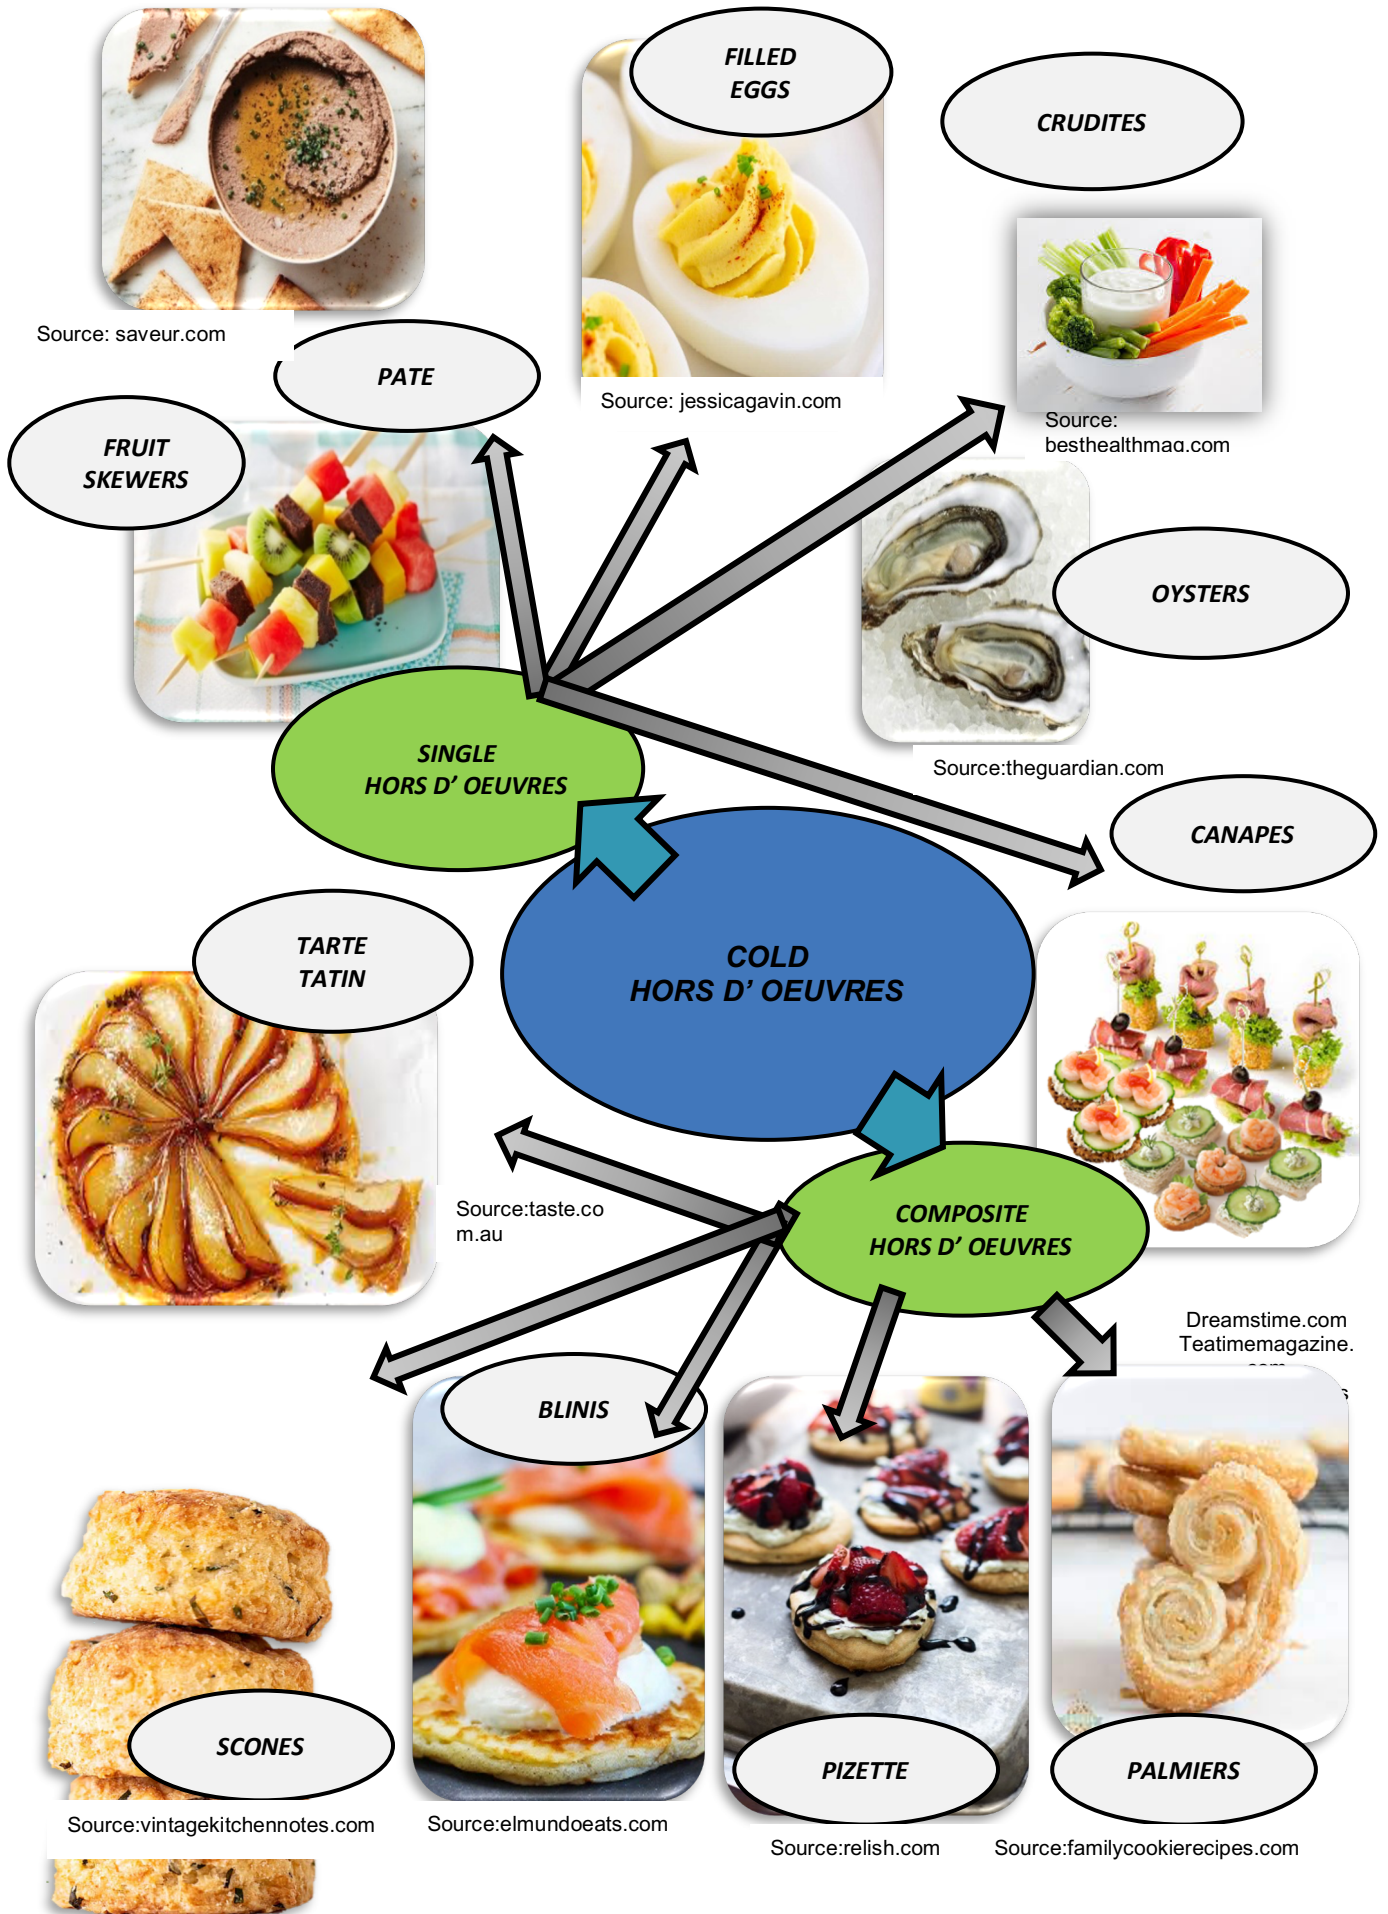 FILLED
EGGS
CRUDITES
Source: saveur.com
PATE
Source: jessicagavin.com
Source:
besthealthmag.com
FRUIT
SKEWERS
OYSTERS
SINGLE
HORS D’ OEUVRES
Source:theguardian.com
CANAPES
TARTE
TATIN
COLD
HORS D’ OEUVRES
Source:taste.co
m.au
COMPOSITE
HORS D’ OEUVRES
Dreamstime.com
Teatimemagazine.
com
BLINIS
SCONES
PIZETTE
PALMIERS
Source:vintagekitchennotes.com
Source:elmundoeats.com
Source:relish.com
Source:familycookierecipes.com